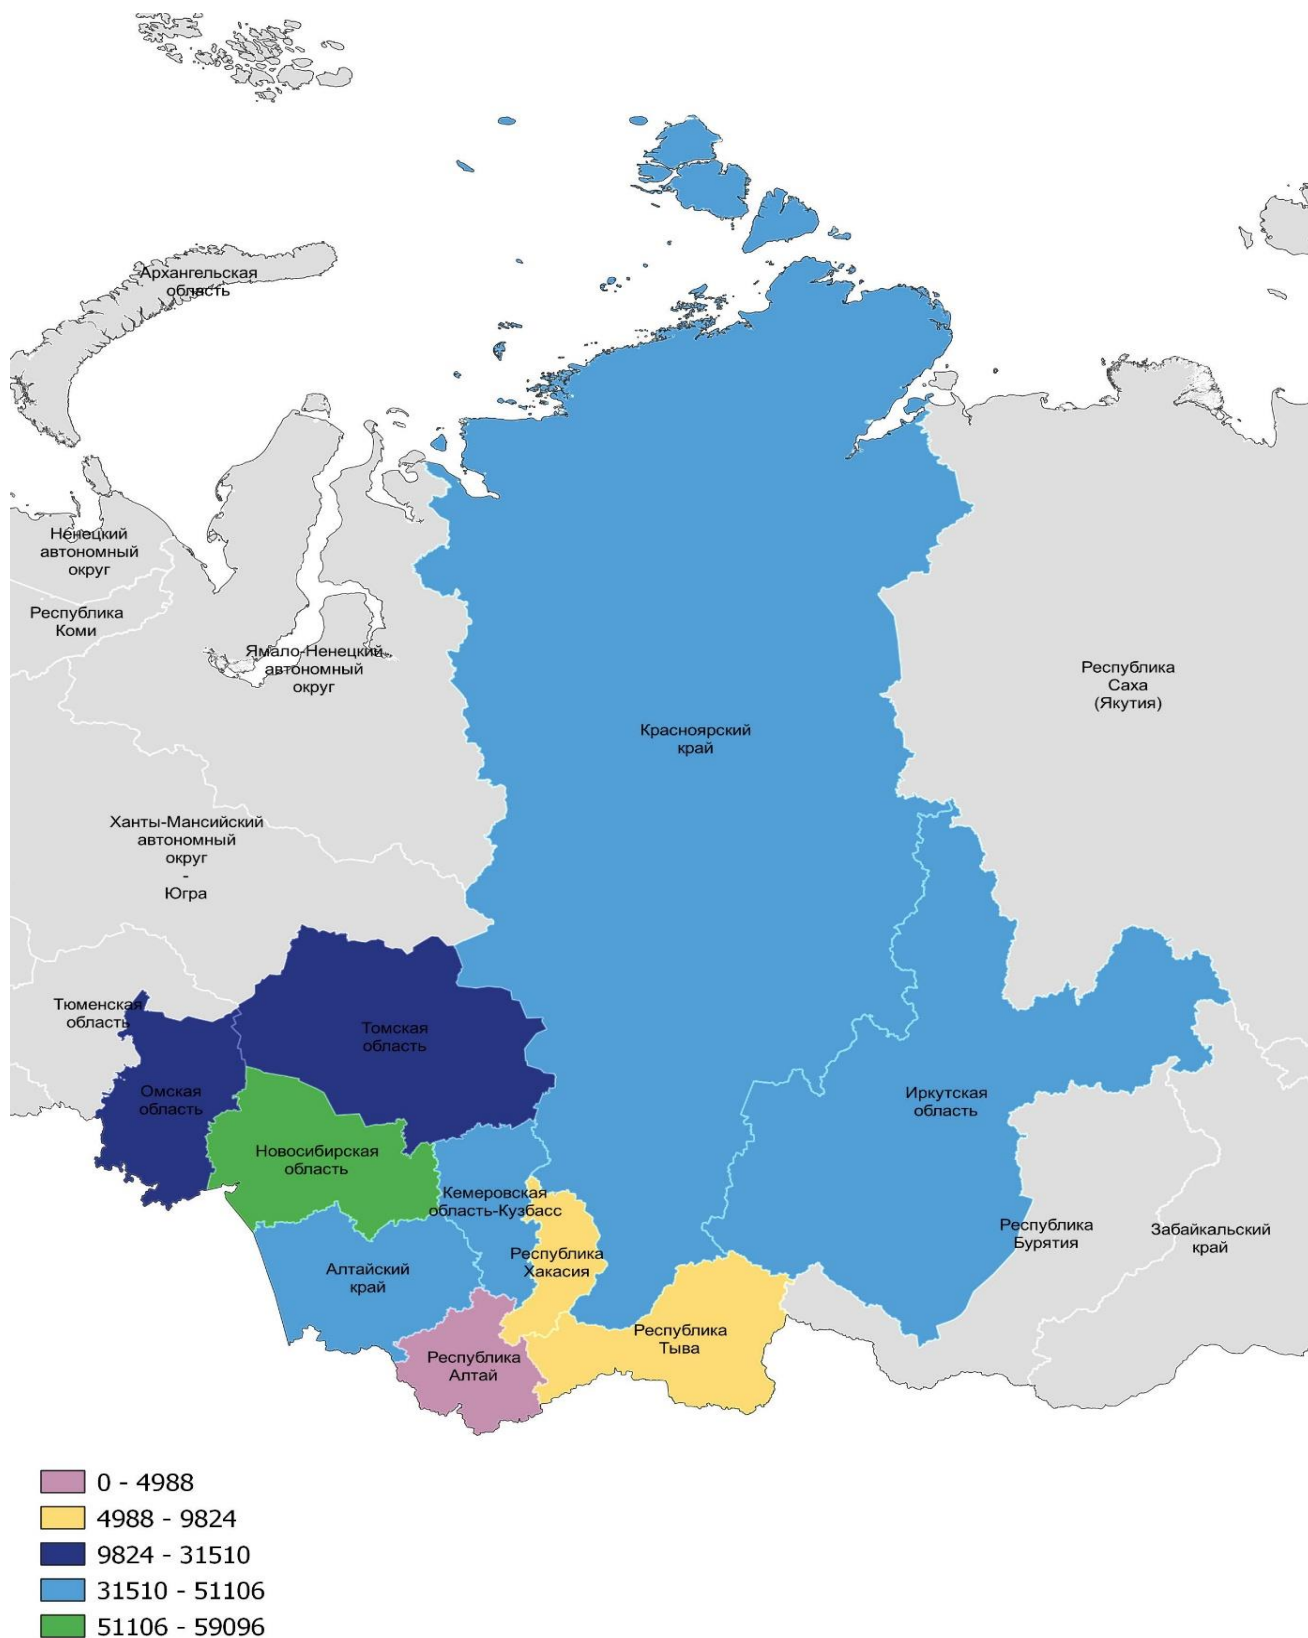 Архангельская
область
Ненецкий
автономный
округ
Республика
Коми
Ямало-Ненецкий
автономный
округ
Республика
Саха
(Якутия)
Красноярский
край
Ханты-Мансийский
автономный
округ
-
Югра
Тюменская
область
Томская
область
Омская
область
Иркутская
область
Новосибирская
область
Кемеровская
область-Кузбасс
Республика
Бурятия
Забайкальский
край
Республика
Хакасия
Алтайский
край
Республика
Тыва
Республика
Алтай
0 - 4988
4988 - 9824
9824 - 31510
31510 - 51106
51106 - 59096